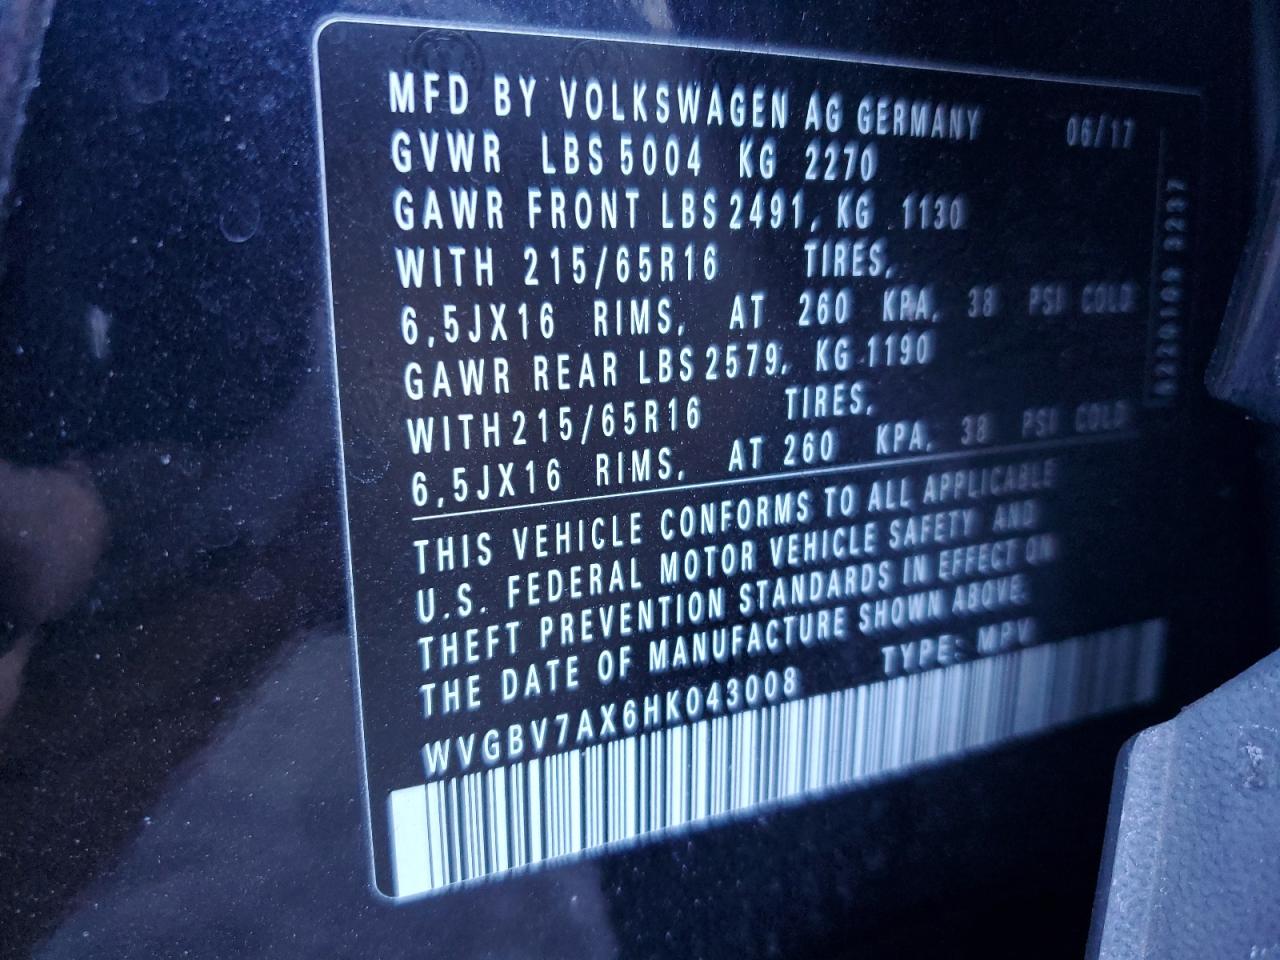 MFD BY VOLKSWAGEN AG GERMANY 06/17
GVWR LBS 5004 KG 2270
GAWR FRONT LBS 2491, KG 1130
WITH 215/65R16 TIRES,
6,5JX16 RIMS, AT 260 KPA, 38 PSI COLD
GAWR REAR LBS 2579, KG 1190
WITH 215/65R16 TIRES,
6,5JX16 RIMS, AT 260 KPA, 38 PSI COLD
THIS VEHICLE CONFORMS TO ALL APPLICABLE
U.S. FEDERAL MOTOR VEHICLE SAFETY AND
THEFT PREVENTION STANDARDS IN EFFECT ON
THE DATE OF MANUFACTURE SHOWN ABOVE.
WVGBV7AX6HK043008 TYPE: MPV